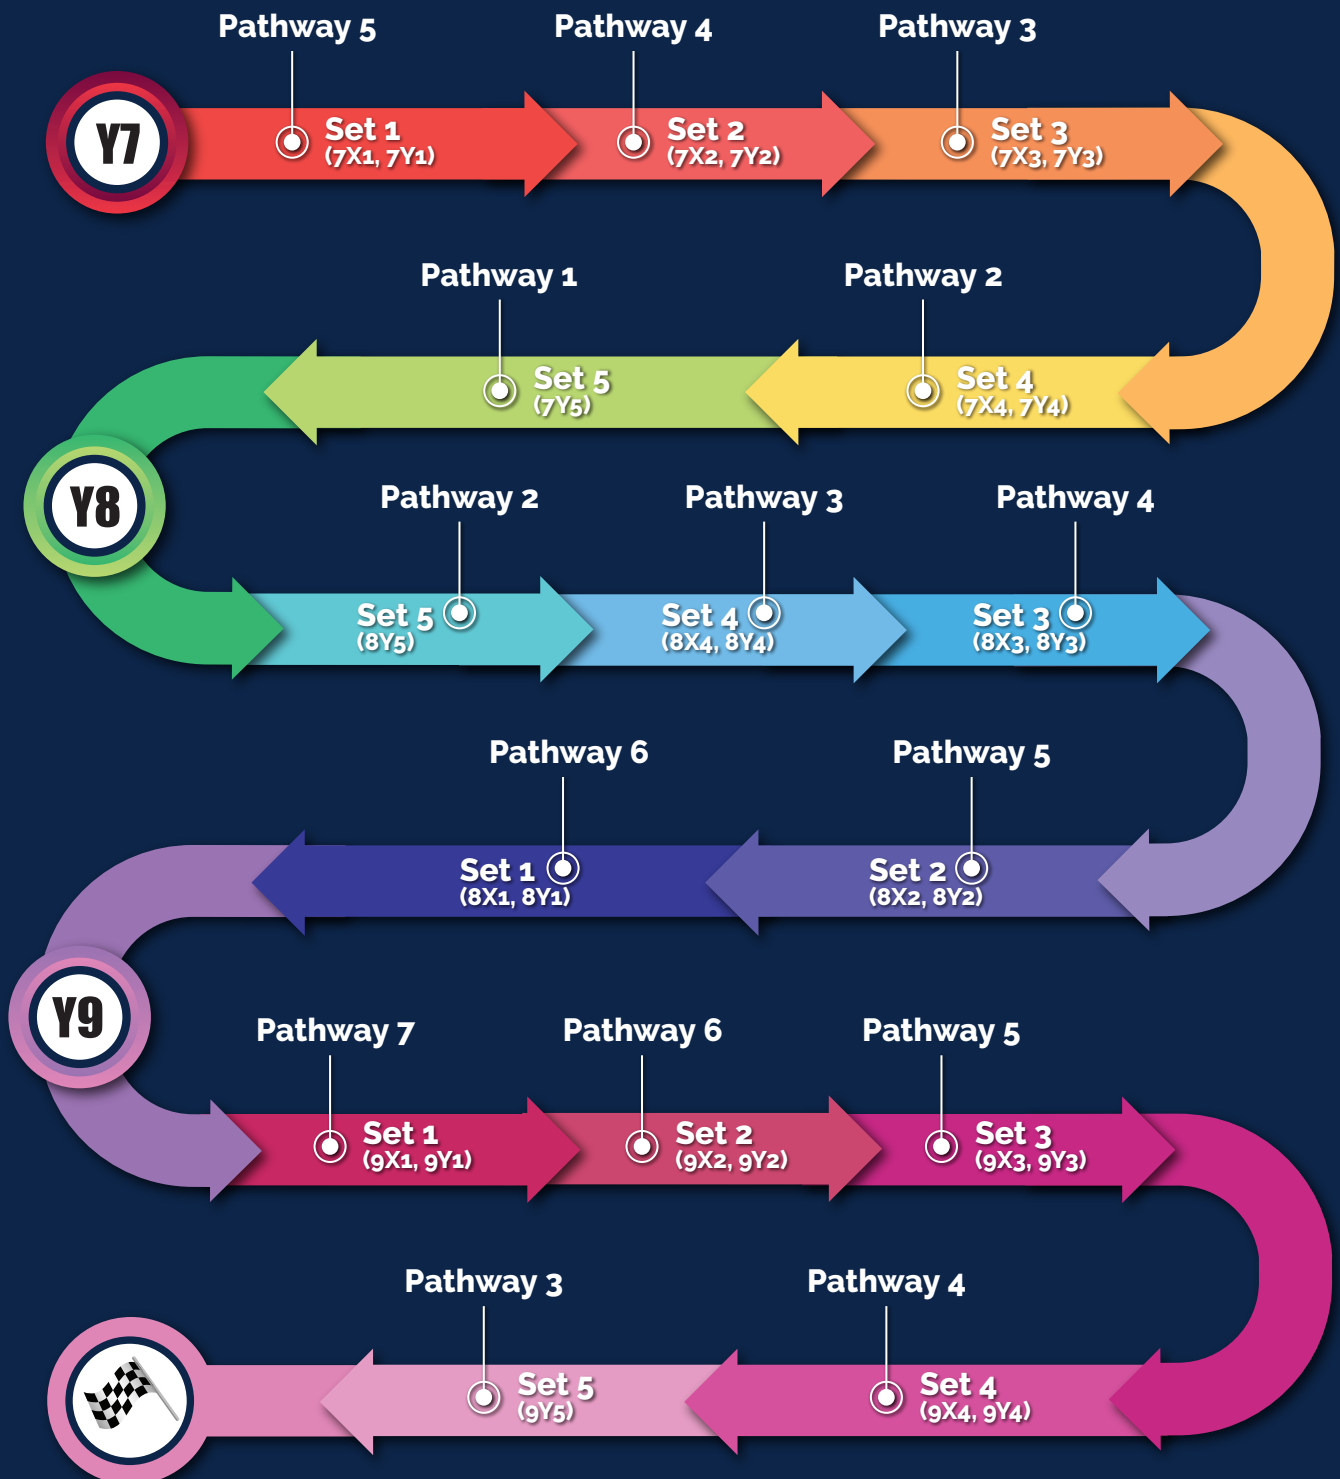 Pathway 5
Pathway 4
Pathway 3
Y7
Set 1
(7X1, 7Y1)
Set 2
(7X2, 7Y2)
Set 3
(7X3, 7Y3)
Pathway 1
Pathway 2
Set 5
(7Y5)
Set 4
(7X4, 7Y4)
Y8
Pathway 2
Pathway 3
Pathway 4
Set 5
(8Y5)
Set 4
(8X4, 8Y4)
Set 3
(8X3, 8Y3)
Pathway 6
Pathway 5
Set 1
(8X1, 8Y1)
Set 2
(8X2, 8Y2)
Y9
Pathway 7
Pathway 6
Pathway 5
Set 1
(9X1, 9Y1)
Set 2
(9X2, 9Y2)
Set 3
(9X3, 9Y3)
Pathway 3
Pathway 4
Set 5
(9Y5)
Set 4
(9X4, 9Y4)